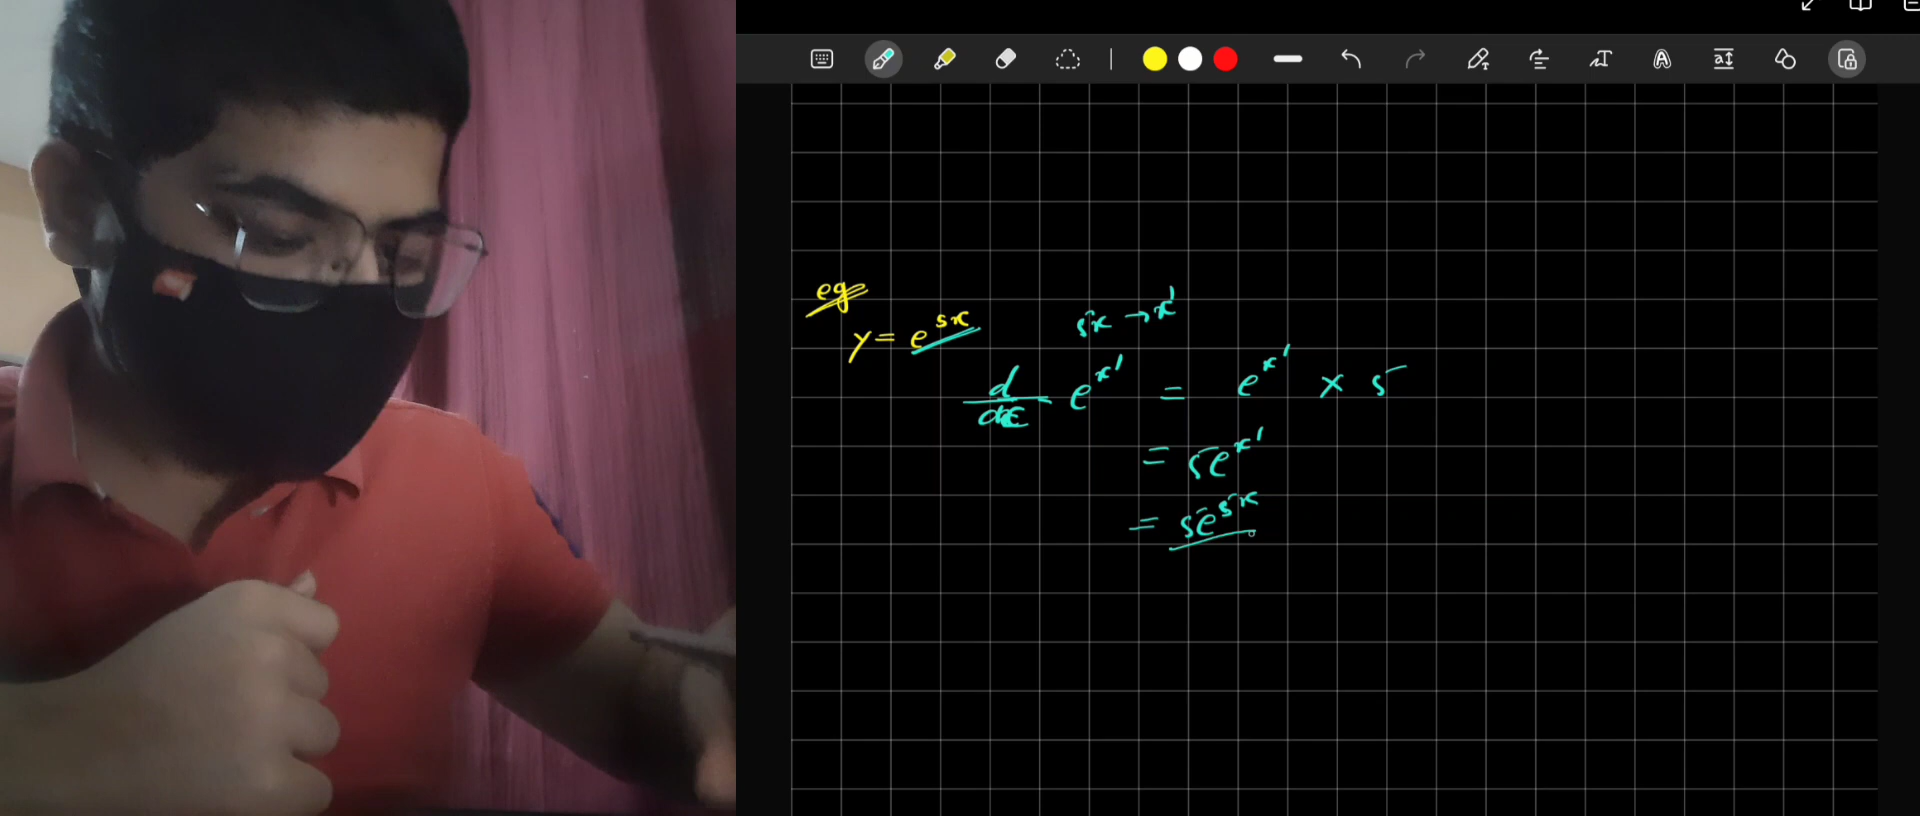 eg
y = e^5x
5x → x'
d/dx e^x' = e^x' × 5
= 5e^x'
= 5e^5x